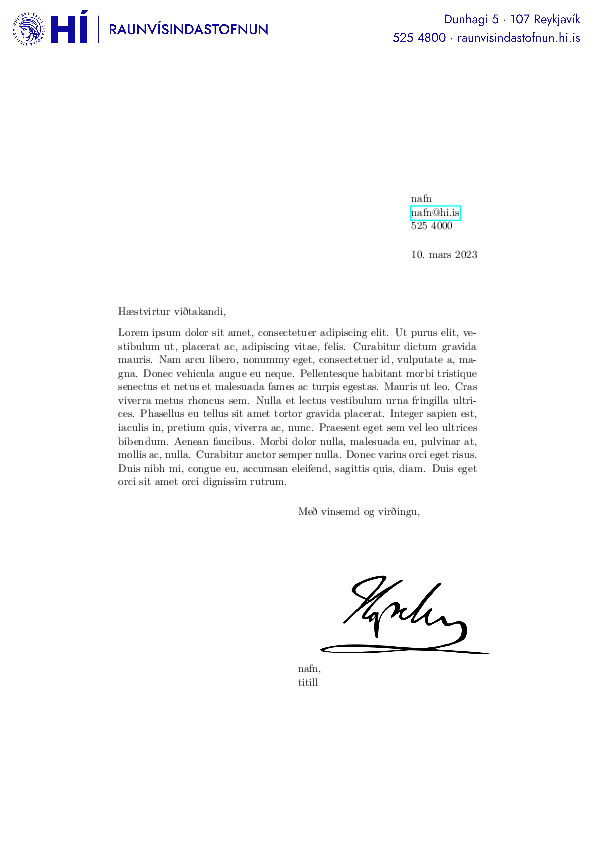 HÍ RAUNVÍSINDASTOFNUN
Dunhagi 5 · 107 Reykjavík
525 4800 · raunvisindastofnun.hi.is
nafn
nafn@hi.is
525 4000
10. mars 2023
Hæstvirtur viðtakandi,
Lorem ipsum dolor sit amet, consectetuer adipiscing elit. Ut purus elit, ve-
stibulum ut, placerat ac, adipiscing vitae, felis. Curabitur dictum gravida
mauris. Nam arcu libero, nonummy eget, consectetuer id, vulputate a, ma-
gna. Donec vehicula augue eu neque. Pellentesque habitant morbi tristique
senectus et netus et malesuada fames ac turpis egestas. Mauris ut leo. Cras
viverra metus rhoncus sem. Nulla et lectus vestibulum urna fringilla ultri-
ces. Phasellus eu tellus sit amet tortor gravida placerat. Integer sapien est,
iaculis in, pretium quis, viverra ac, nunc. Praesent eget sem vel leo ultrices
bibendum. Aenean faucibus. Morbi dolor nulla, malesuada eu, pulvinar at,
mollis ac, nulla. Curabitur auctor semper nulla. Donec varius orci eget risus.
Duis nibh mi, congue eu, accumsan eleifend, sagittis quis, diam. Duis eget
orci sit amet orci dignissim rutrum.
Með vinsemd og virðingu,
nafn,
titill